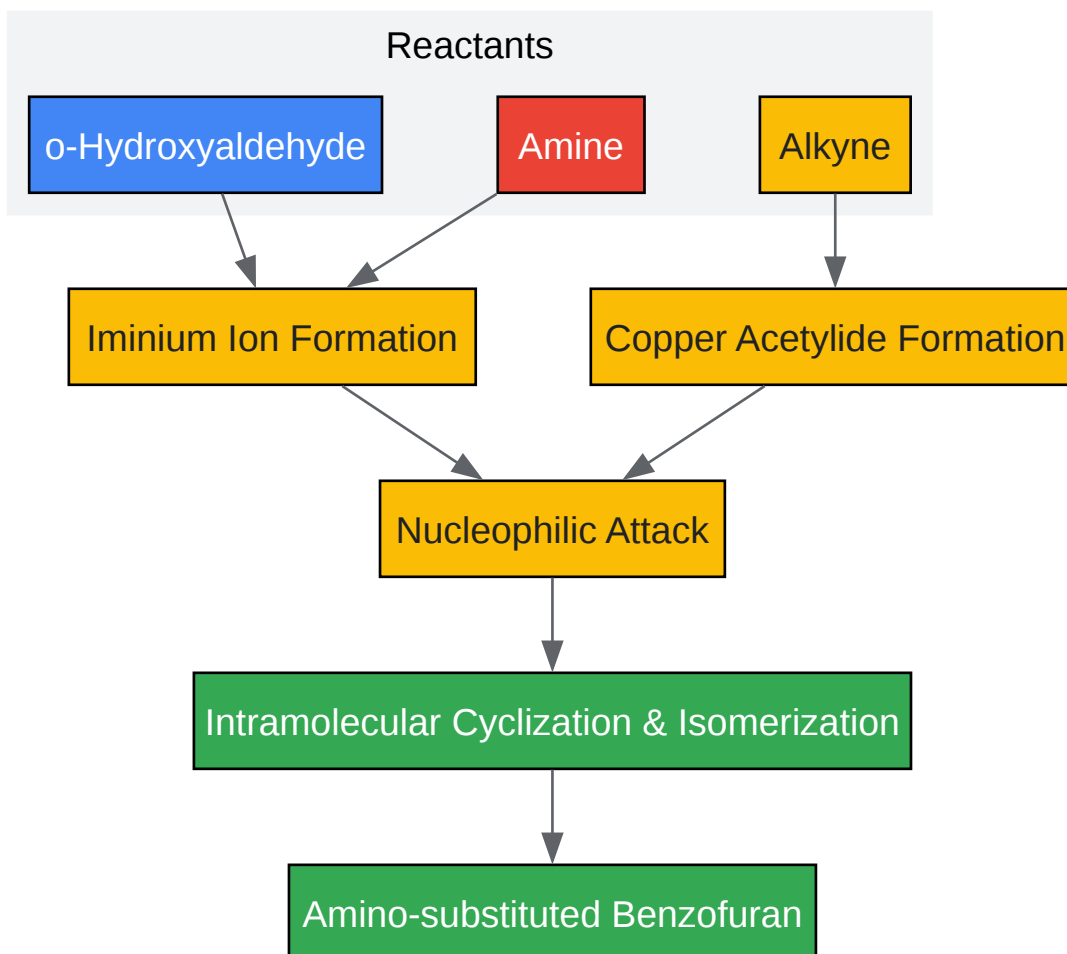 Reactants
o-Hydroxyaldehyde
Amine
Alkyne
Iminium Ion Formation
Copper Acetylide Formation
Nucleophilic Attack
Intramolecular Cyclization & Isomerization
Amino-substituted Benzofuran